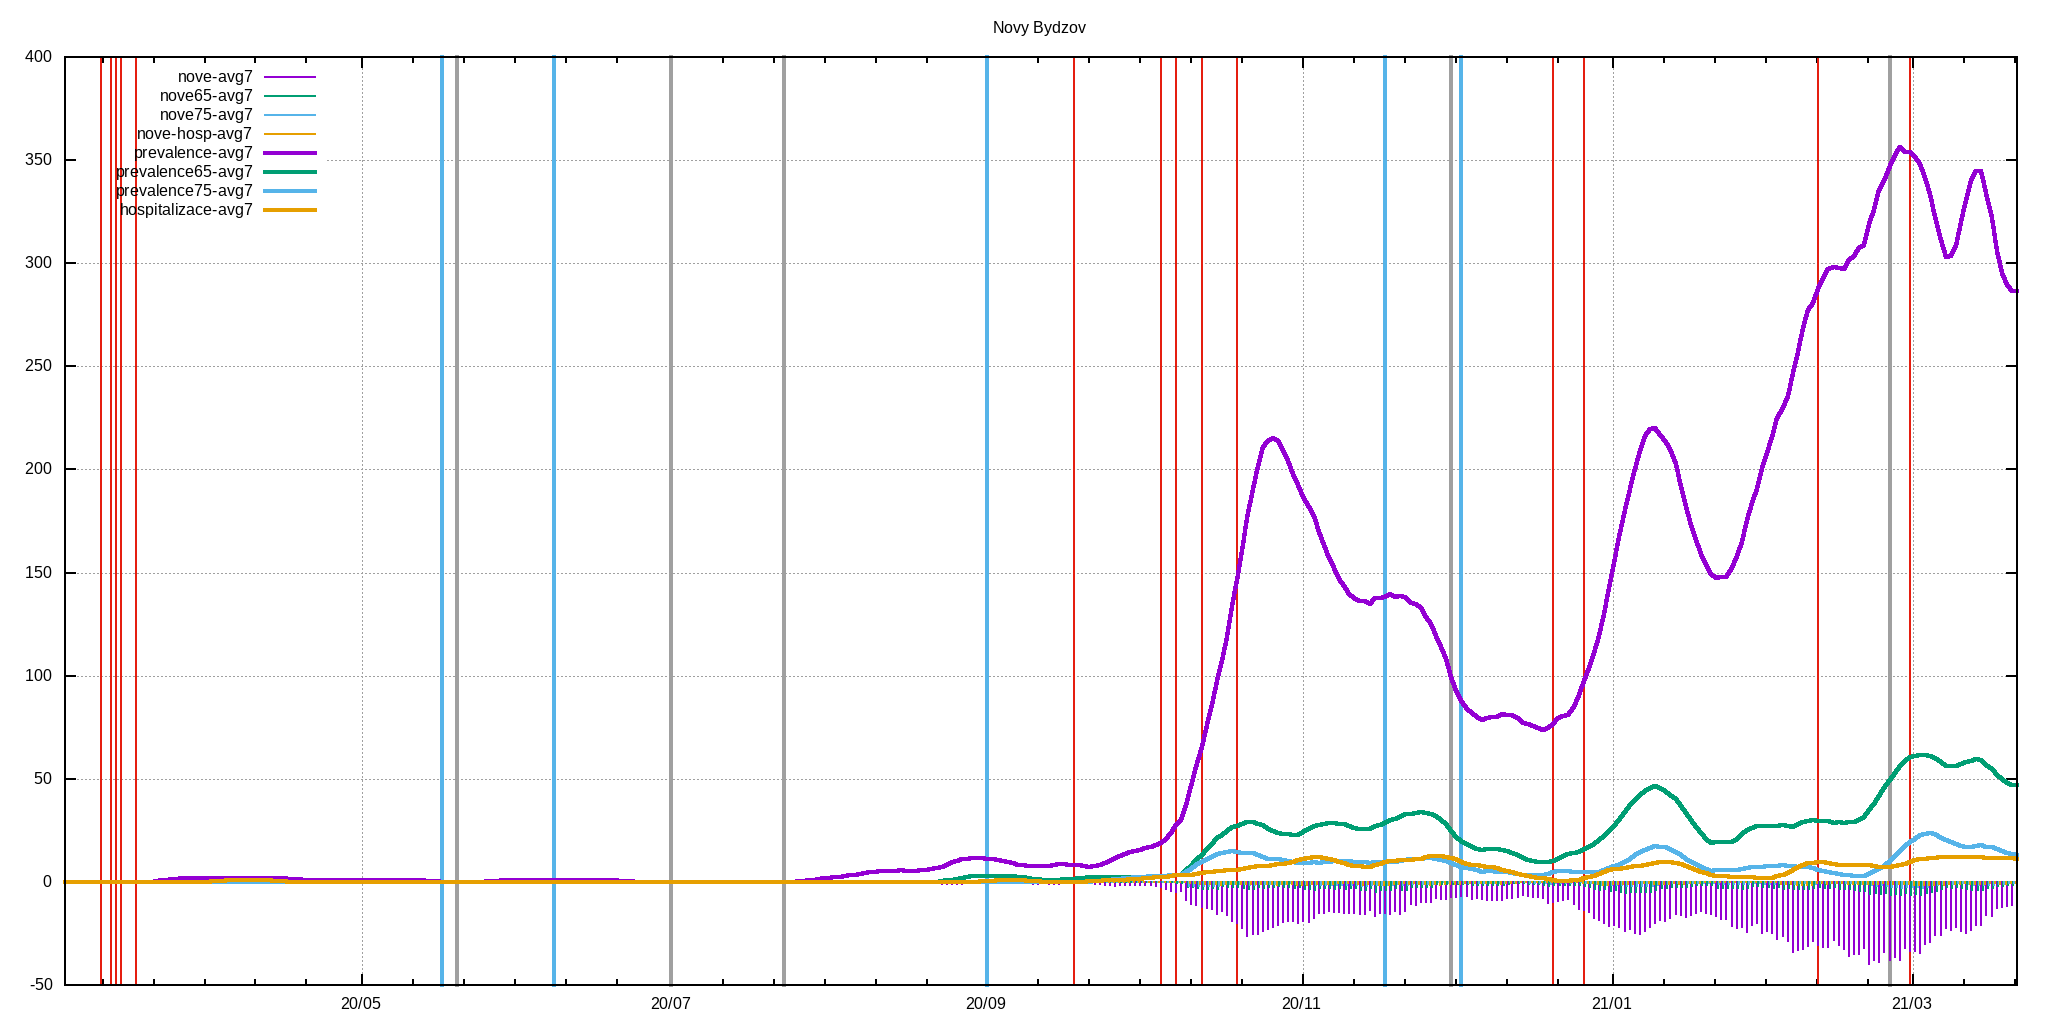 Novy Bydzov
400
350
300
250
200
150
100
50
0
-50
nove-avg7
nove65-avg7
nove75-avg7
nove-hosp-avg7
prevalence-avg7
prevalence65-avg7
prevalence75-avg7
hospitalizace-avg7
20/05 20/07 20/09 20/11 21/01 21/03